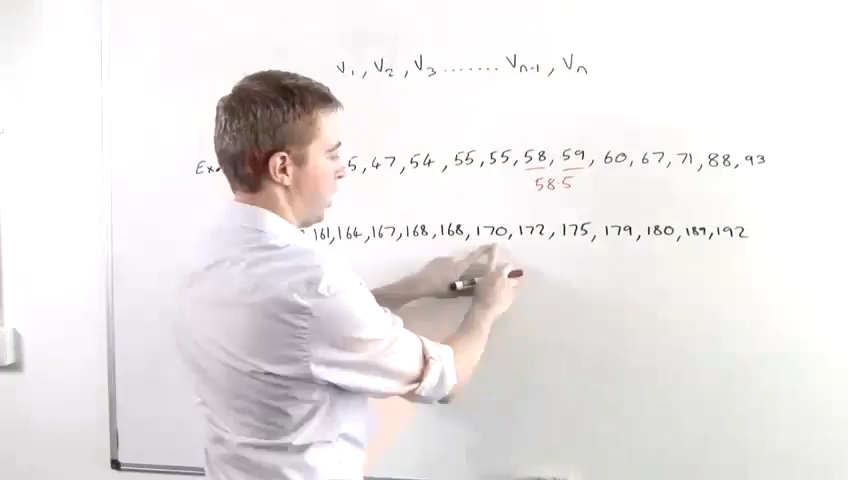 V₁, V₂, V₃ ....... Vₙ₋₁, Vₙ
Ex 5, 47, 54, 55, 55, 58, 59, 60, 67, 71, 88, 93
58.5
161, 164, 167, 168, 168, 170, 172, 175, 179, 180, 189, 192